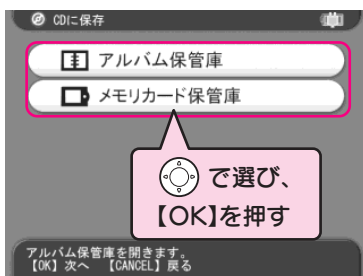 CDに保存
アルバム保管庫
メモリカード保管庫
で選び、
【OK】を押す
アルバム保管庫を開きます。
【OK】次へ 【CANCEL】戻る